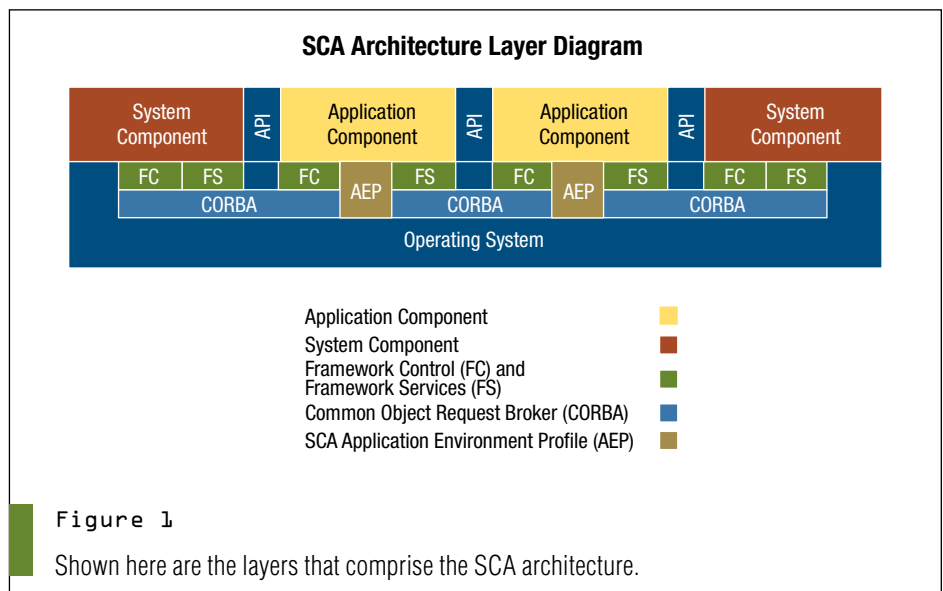 SCA Architecture Layer Diagram
System
Component
API
Application
Component
API
Application
Component
API
System
Component
FC FS FC AEP FS FC AEP FS FC FS
CORBA CORBA CORBA
Operating System
Application Component
System Component
Framework Control (FC) and
Framework Services (FS)
Common Object Request Broker (CORBA)
SCA Application Environment Profile (AEP)
Figure 1
Shown here are the layers that comprise the SCA architecture.